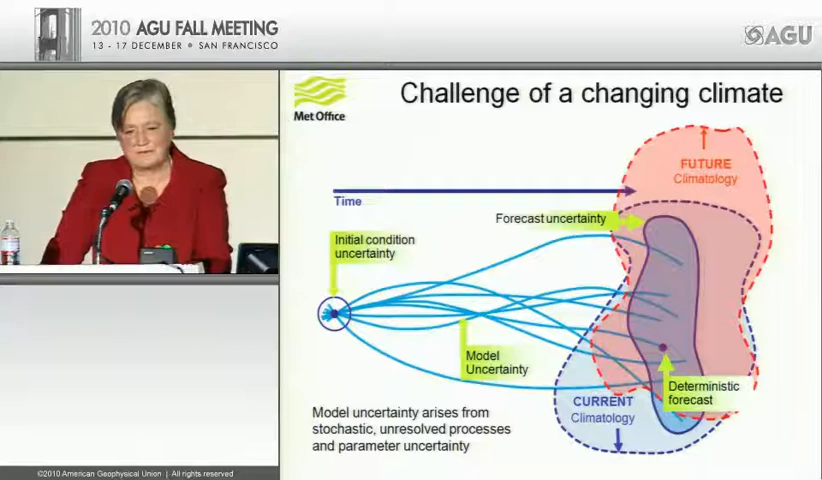 2010 AGU FALL MEETING
13 - 17 DECEMBER • SAN FRANCISCO
AGU
Met Office
Challenge of a changing climate
FUTURE
Climatology
Time
Forecast uncertainty
Initial condition
uncertainty
Model
Uncertainty
Deterministic
forecast
CURRENT
Climatology
Model uncertainty arises from
stochastic, unresolved processes
and parameter uncertainty
©2010 American Geophysical Union | All rights reserved